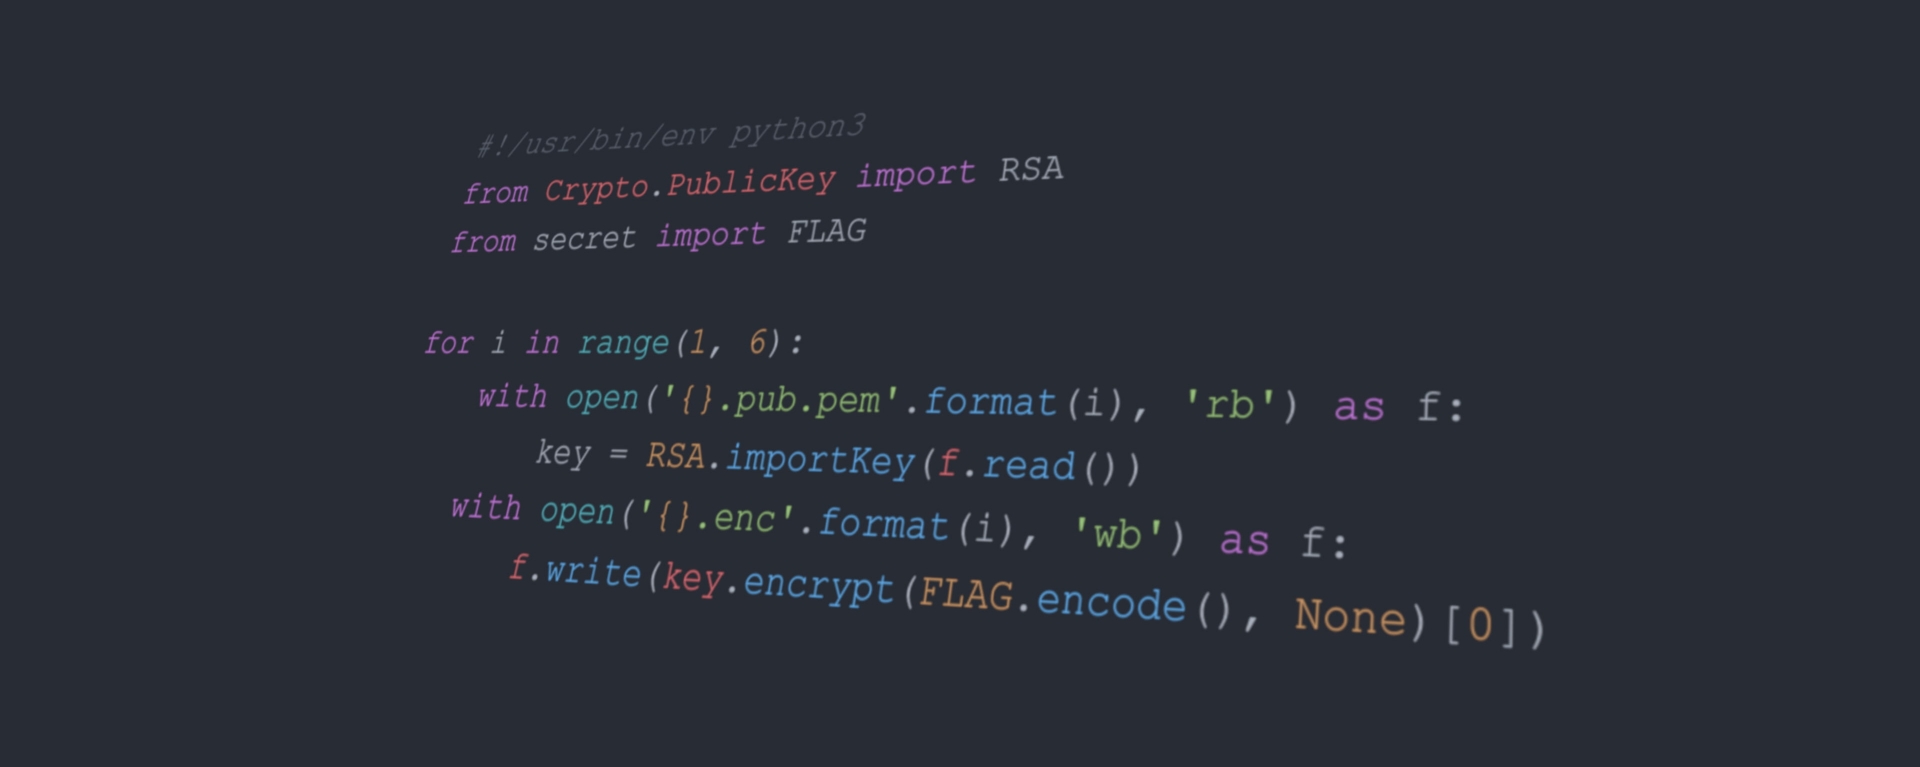 #!/usr/bin/env python3
from Crypto.PublicKey import RSA
from secret import FLAG
for i in range(1, 6):
with open('{}.pub.pem'.format(i), 'rb') as f:
key = RSA.importKey(f.read())
with open('{}.enc'.format(i), 'wb') as f:
f.write(key.encrypt(FLAG.encode(), None)[0])